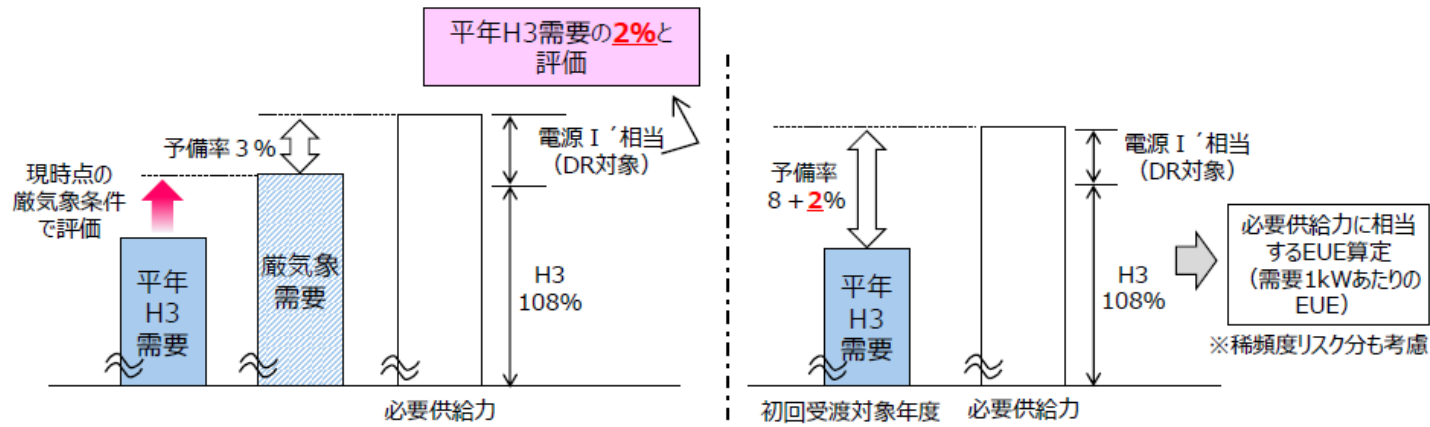 平年H3需要の2%と
評価
予備率3%
電源Ⅰ´相当
（DR対象）
現時点の
厳気象条件
で評価
平年
H3
需要
厳気象
需要
H3
108%
必要供給力
予備率
8+2%
電源Ⅰ´相当
（DR対象）
平年
H3
需要
H3
108%
必要供給力に相当
するEUE算定
（需要1kWあたりの
EUE）
※稀頻度リスク分も考慮
初回受渡対象年度
必要供給力